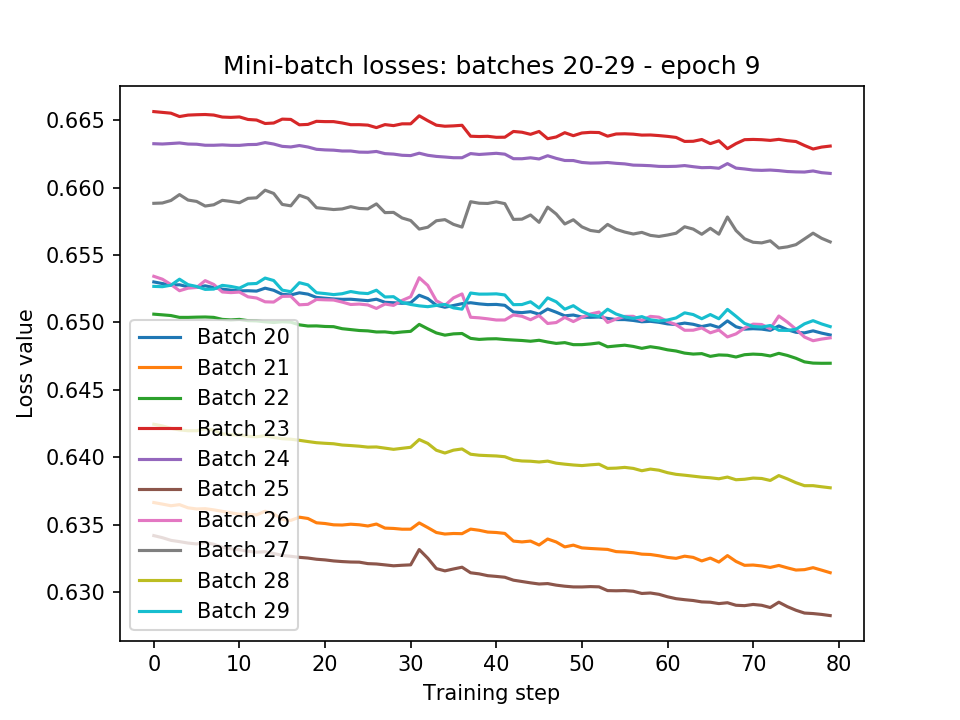 Mini-batch losses: batches 20-29 - epoch 9
0.665
0.660
0.655
0.650
0.645
0.640
0.635
0.630
Loss value
Batch 20
Batch 21
Batch 22
Batch 23
Batch 24
Batch 25
Batch 26
Batch 27
Batch 28
Batch 29
0 10 20 30 40 50 60 70 80
Training step